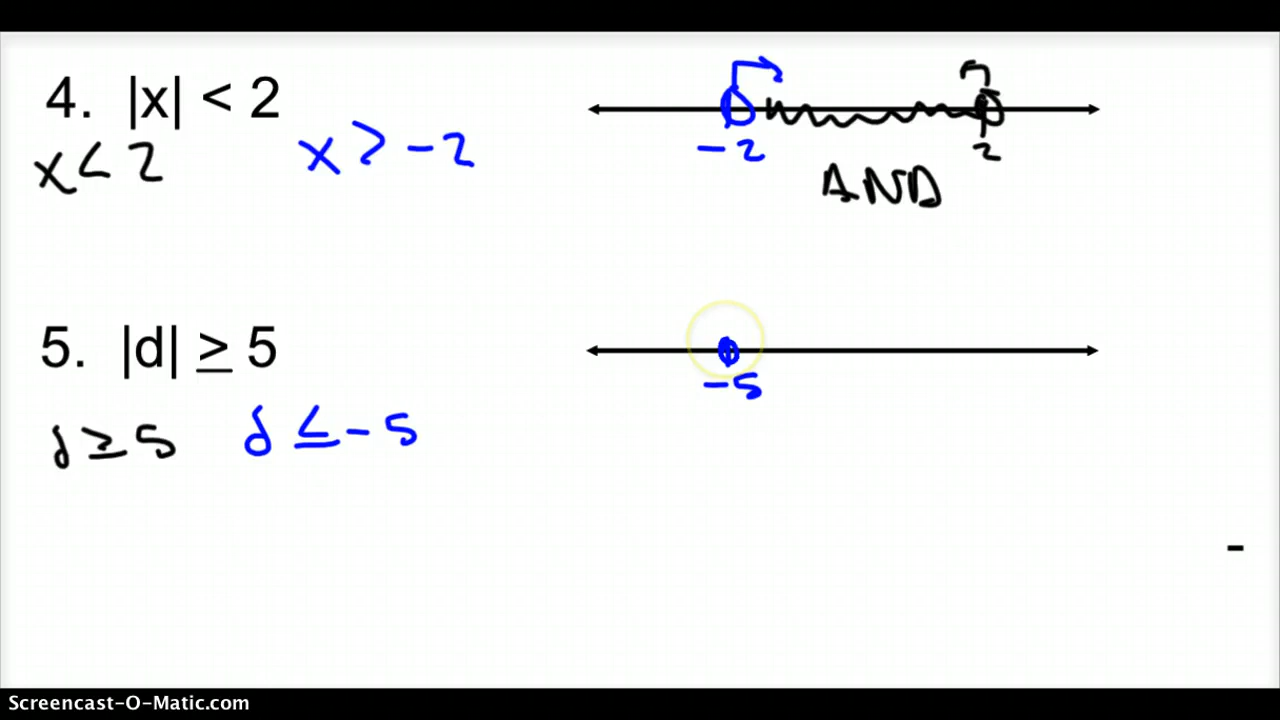 4. |x| < 2
x < 2 x > -2
-2 2
AND
5. |d| ≥ 5
d ≥ 5 d ≤ -5
-5
-
Screencast-O-Matic.com